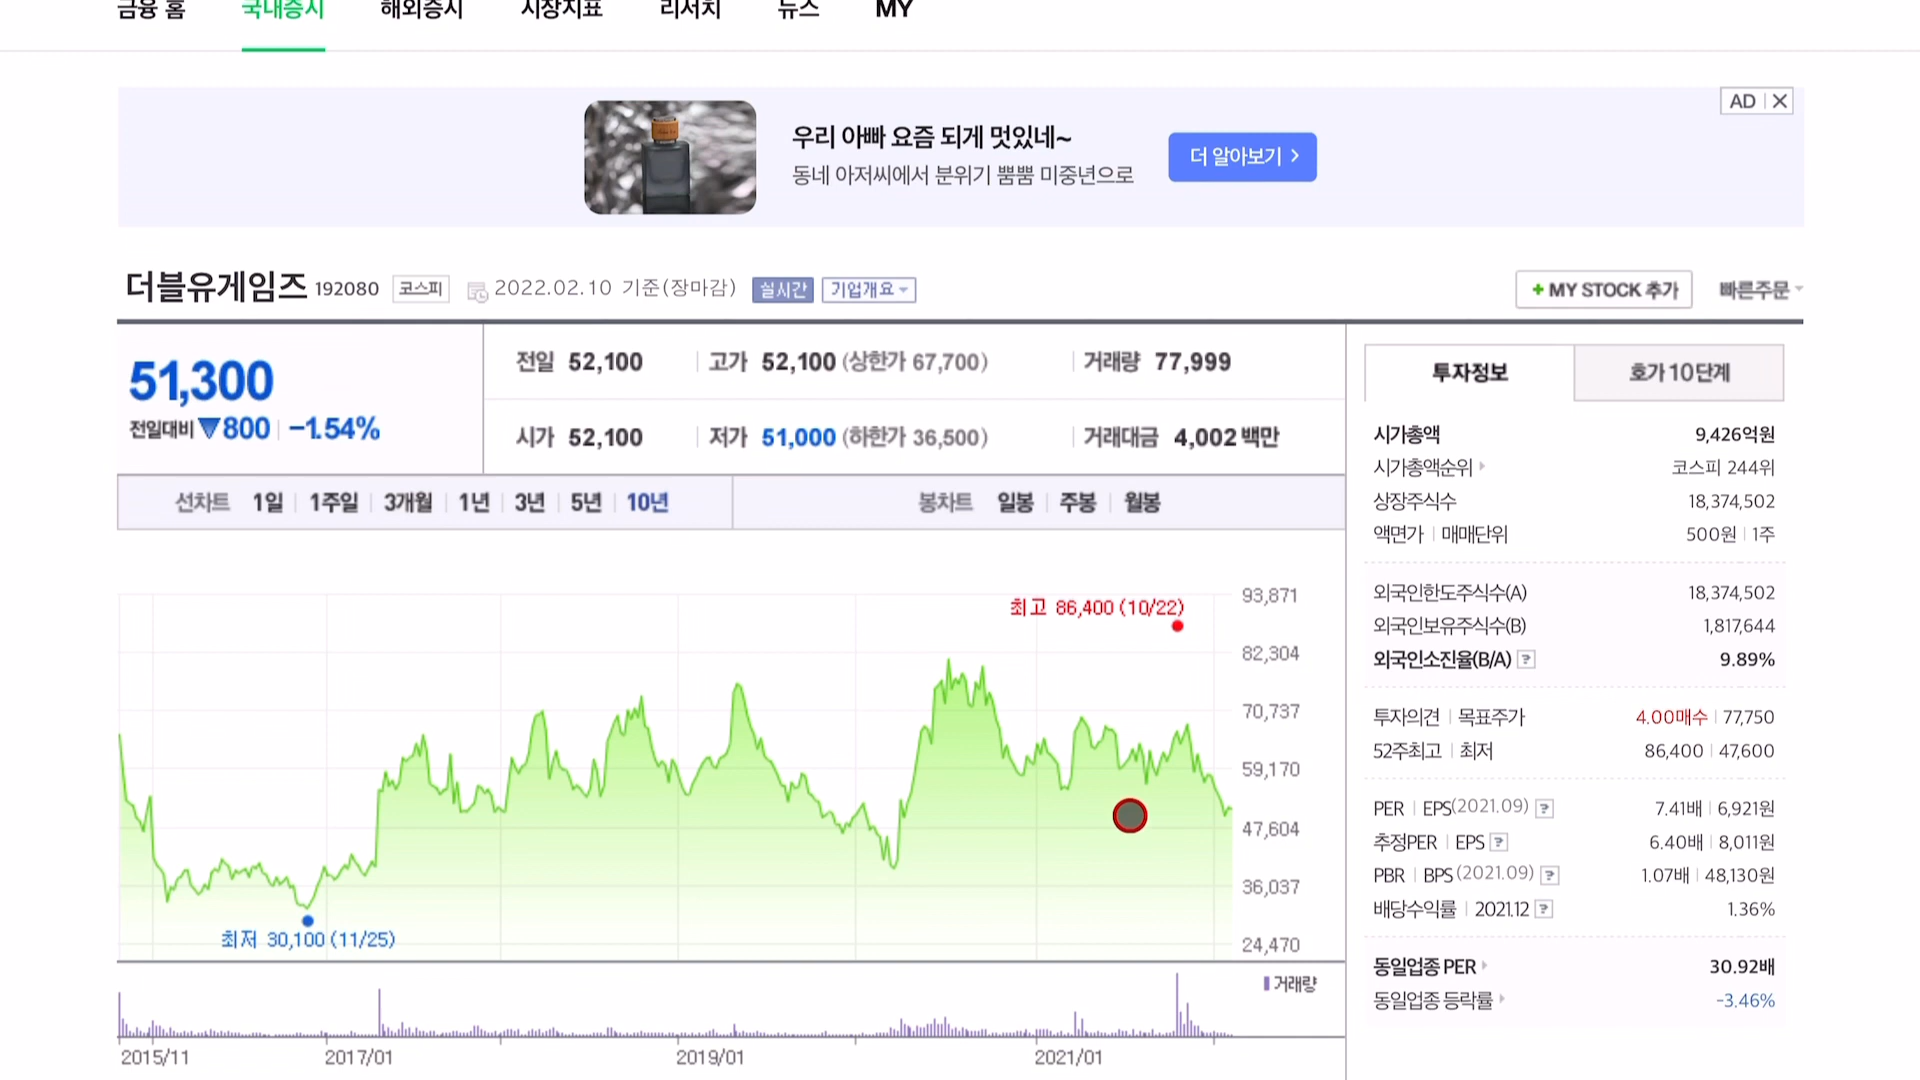 금융 홈 국내증시 해외증시 시장지표 리서치 뉴스 MY
AD
우리 아빠 요즘 되게 멋있네~
동네 아저씨에서 분위기 뿜뿜 미중년으로
더 알아보기 >
더블유게임즈 192080 코스피 2022.02.10 기준(장마감) 실시간 기업개요
+ MY STOCK 추가 빠른주문
51,300
전일대비 ▼800 -1.54%
전일 52,100 고가 52,100 (상한가 67,700) 거래량 77,999
시가 52,100 저가 51,000 (하한가 36,500) 거래대금 4,002 백만
선차트 1일 1주일 3개월 1년 3년 5년 10년 봉차트 일봉 주봉 월봉
최고 86,400 (10/22)
93,871
82,304
70,737
59,170
47,604
36,037
24,470
최저 30,100 (11/25)
거래량
2015/11 2017/01 2019/01 2021/01
투자정보 호가 10단계
시가총액 9,426억원
시가총액순위 코스피 244위
상장주식수 18,374,502
액면가 | 매매단위 500원 | 1주
외국인한도주식수(A) 18,374,502
외국인보유주식수(B) 1,817,644
외국인소진율(B/A) ? 9.89%
투자의견 | 목표주가 4.00매수 | 77,750
52주최고 | 최저 86,400 | 47,600
PER | EPS(2021.09) ? 7.41배 | 6,921원
추정PER | EPS ? 6.40배 | 8,011원
PBR | BPS (2021.09) ? 1.07배 | 48,130원
배당수익률 | 2021.12 ? 1.36%
동일업종 PER 30.92배
동일업종 등락률 -3.46%